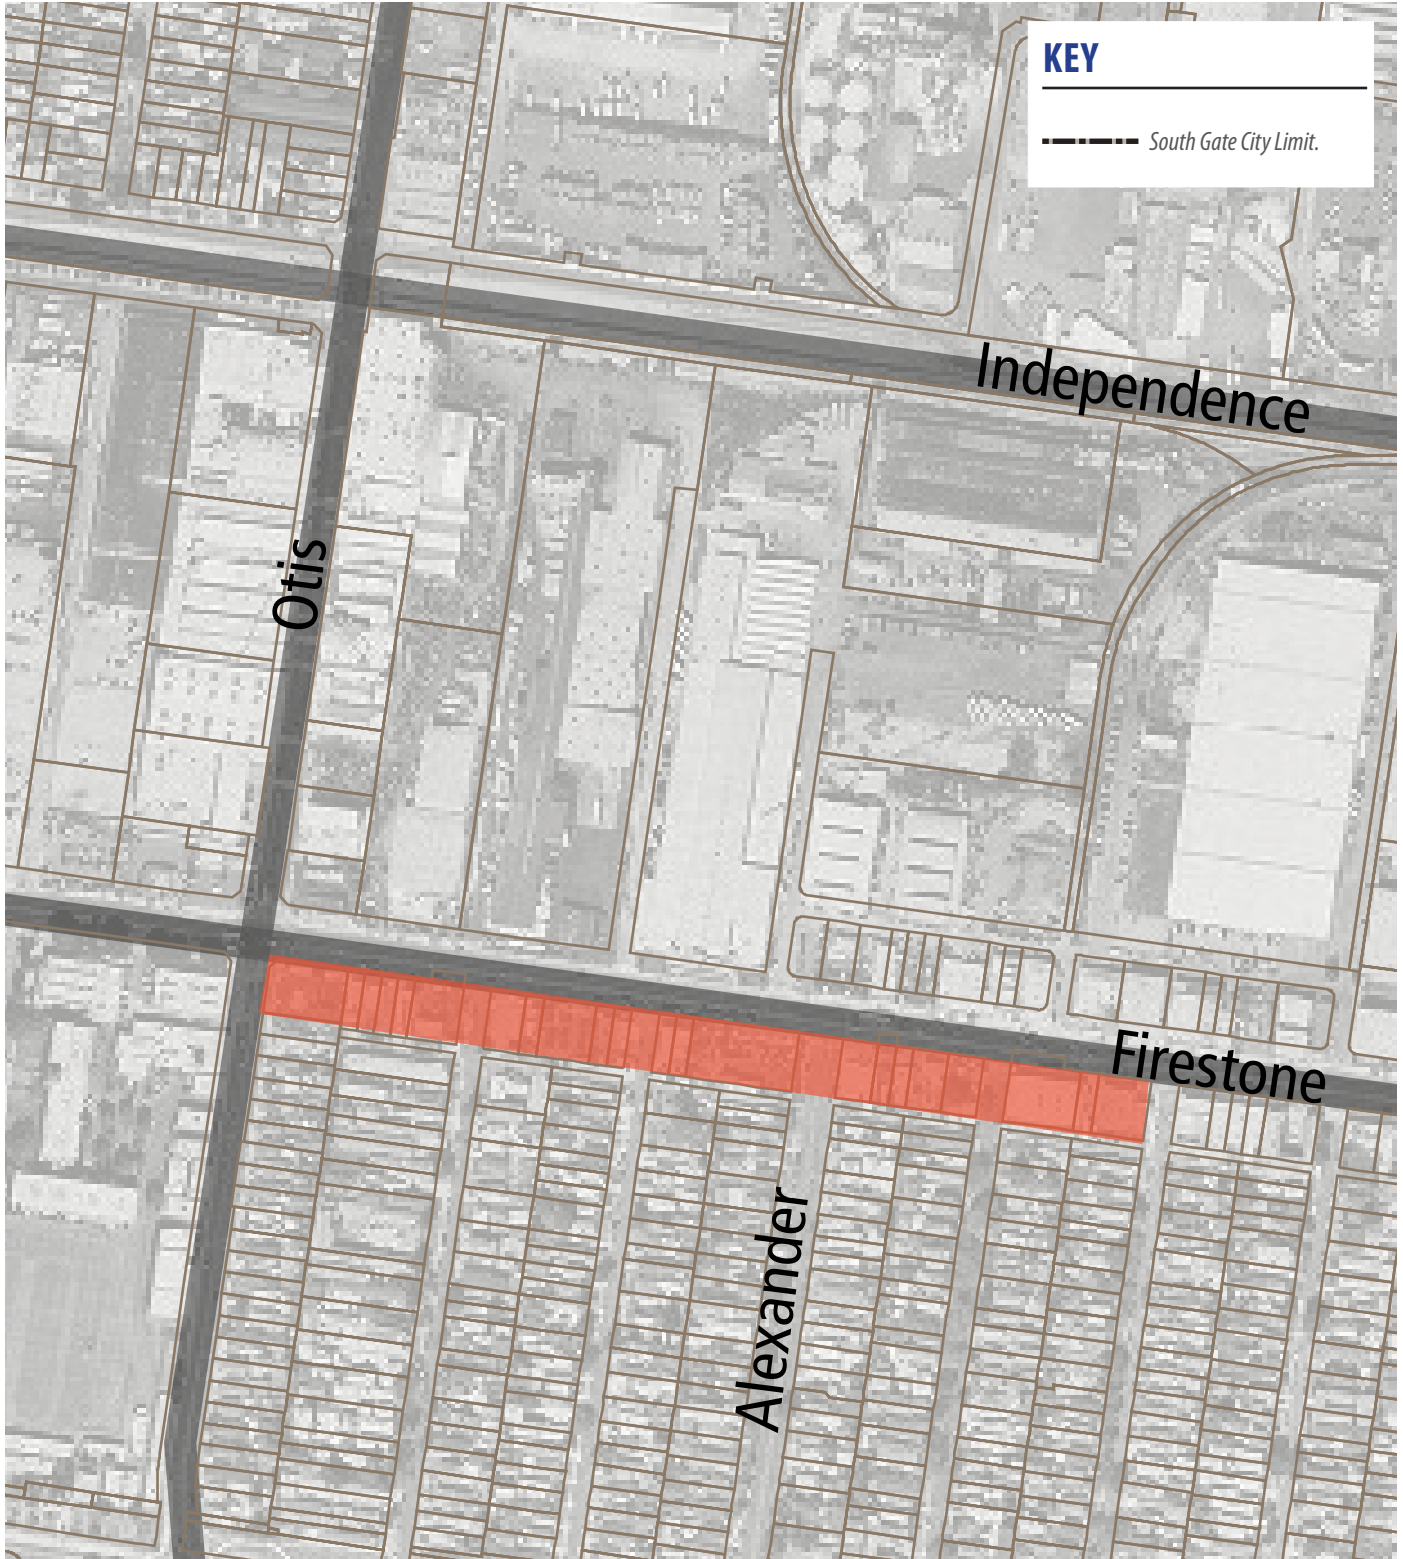 KEY
South Gate City Limit.
Independence
Otis
Firestone
Alexander